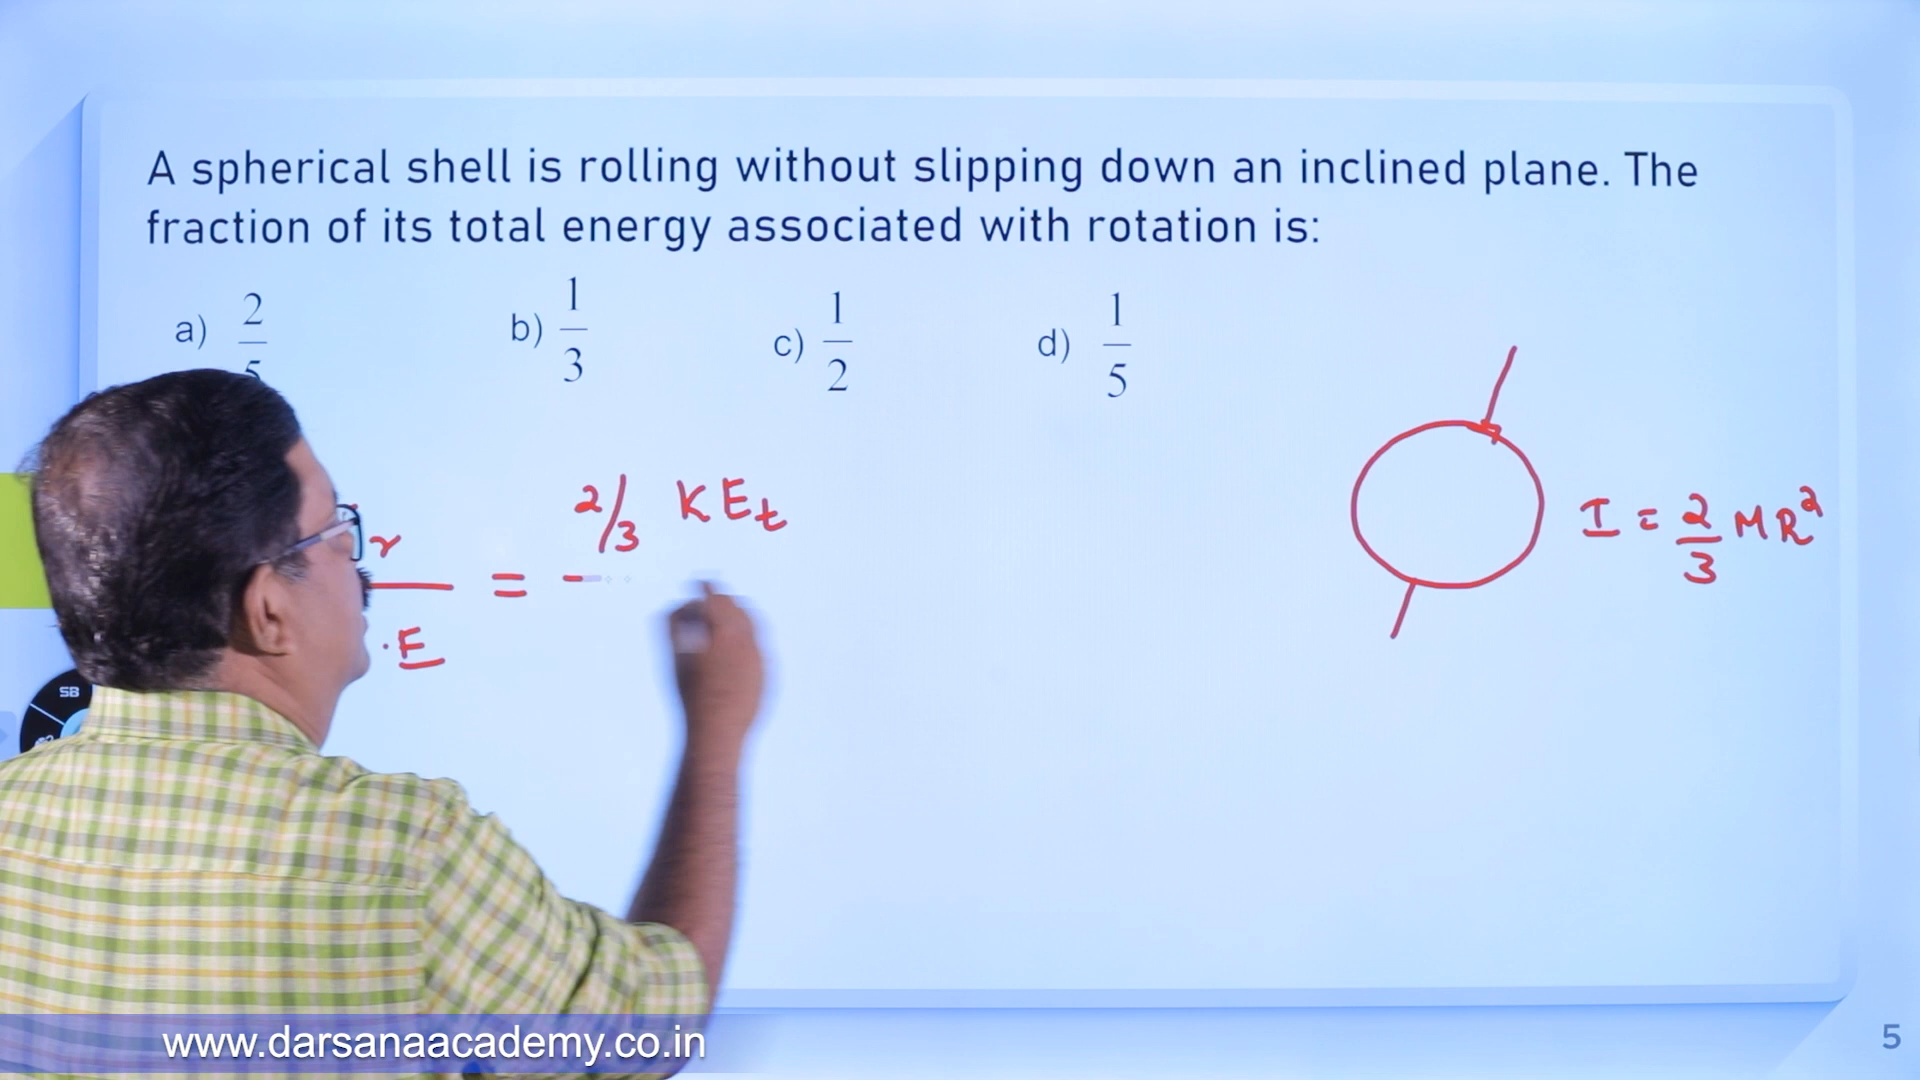 A spherical shell is rolling without slipping down an inclined plane. The
fraction of its total energy associated with rotation is:
a) 2/5 b) 1/3 c) 1/2 d) 1/5
r / .E = 2/3 KEt
I = 2/3 MR²
SB
www.darsanaacademy.co.in
5